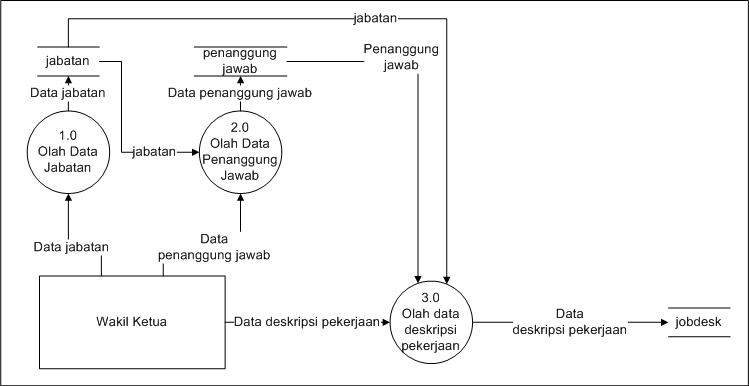 jabatan
jabatan
penanggung
jawab
Penanggung
jawab
Data jabatan
Data penanggung jawab
1.0
Olah Data
Jabatan
jabatan
2.0
Olah Data
Penanggung
Jawab
Data jabatan
Data
penanggung jawab
Wakil Ketua
Data deskripsi pekerjaan
3.0
Olah data
deskripsi
pekerjaan
Data
deskripsi pekerjaan
jobdesk